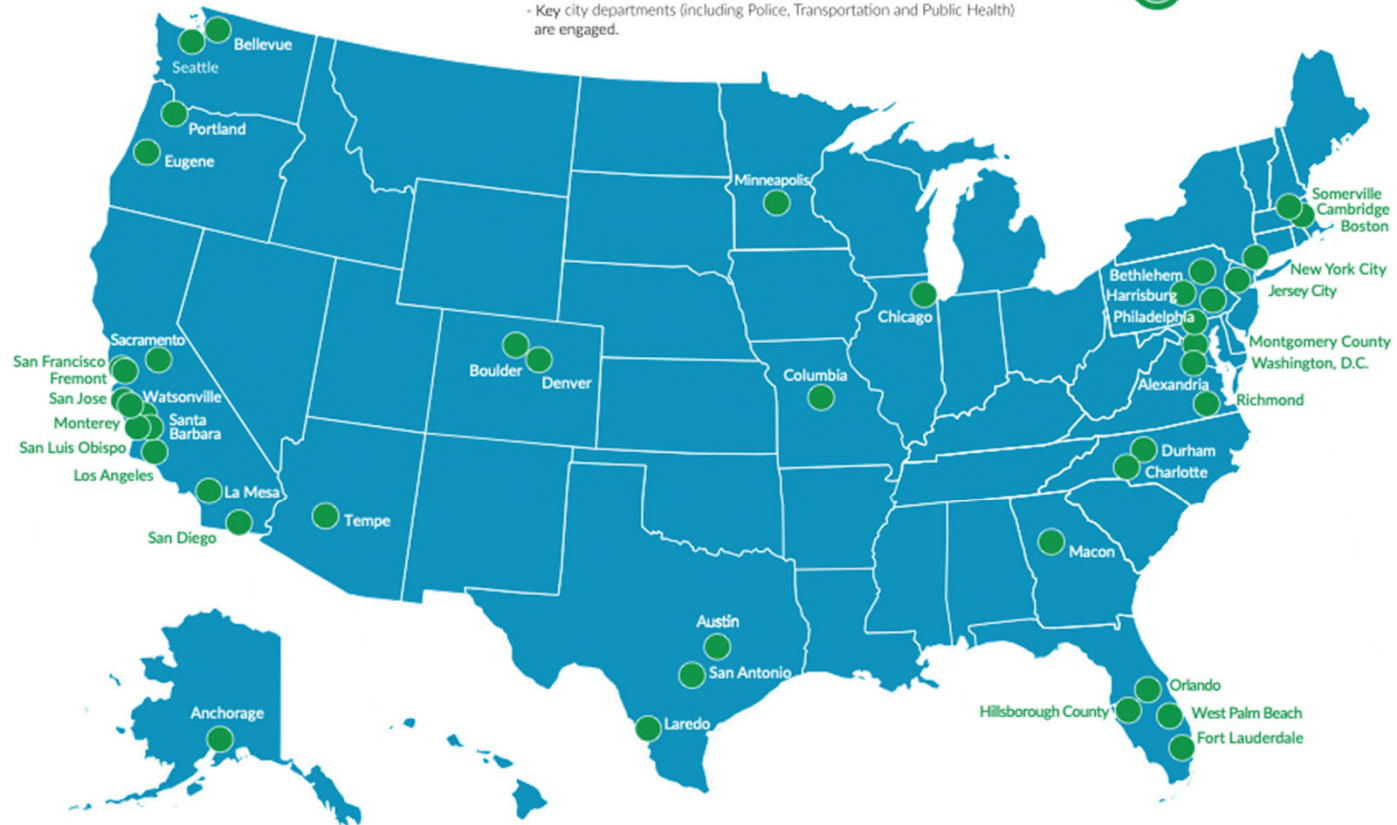 - Key city departments (including Police, Transportation and Public Health)
are engaged.
Bellevue
Seattle
Portland
Eugene
Minneapolis
Somerville
Cambridge
Boston
New York City
Jersey City
Bethlehem
Harrisburg
Philadelphia
Chicago
Montgomery County
Washington, D.C.
Alexandria
Richmond
Sacramento
San Francisco
Fremont
San Jose
Watsonville
Monterey
Santa
Barbara
San Luis Obispo
Los Angeles
La Mesa
San Diego
Boulder
Denver
Columbia
Tempe
Durham
Charlotte
Macon
Austin
San Antonio
Laredo
Anchorage
Orlando
Hillsborough County
West Palm Beach
Fort Lauderdale